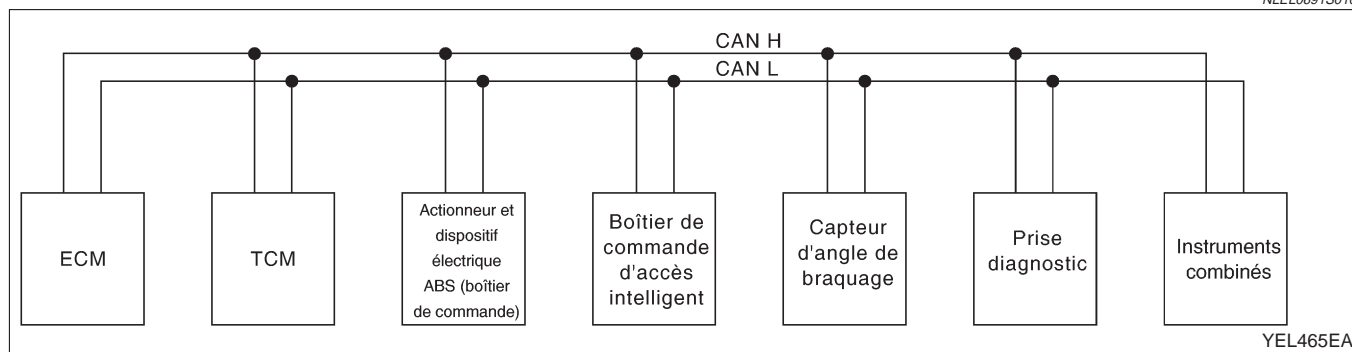 CAN H
CAN L
ECM
TCM
Actionneur et
dispositif
électrique
ABS (boîtier
de commande)
Boîtier de
commande
d'accès
intelligent
Capteur
d'angle de
braquage
Prise
diagnostic
Instruments
combinés
YEL465EA